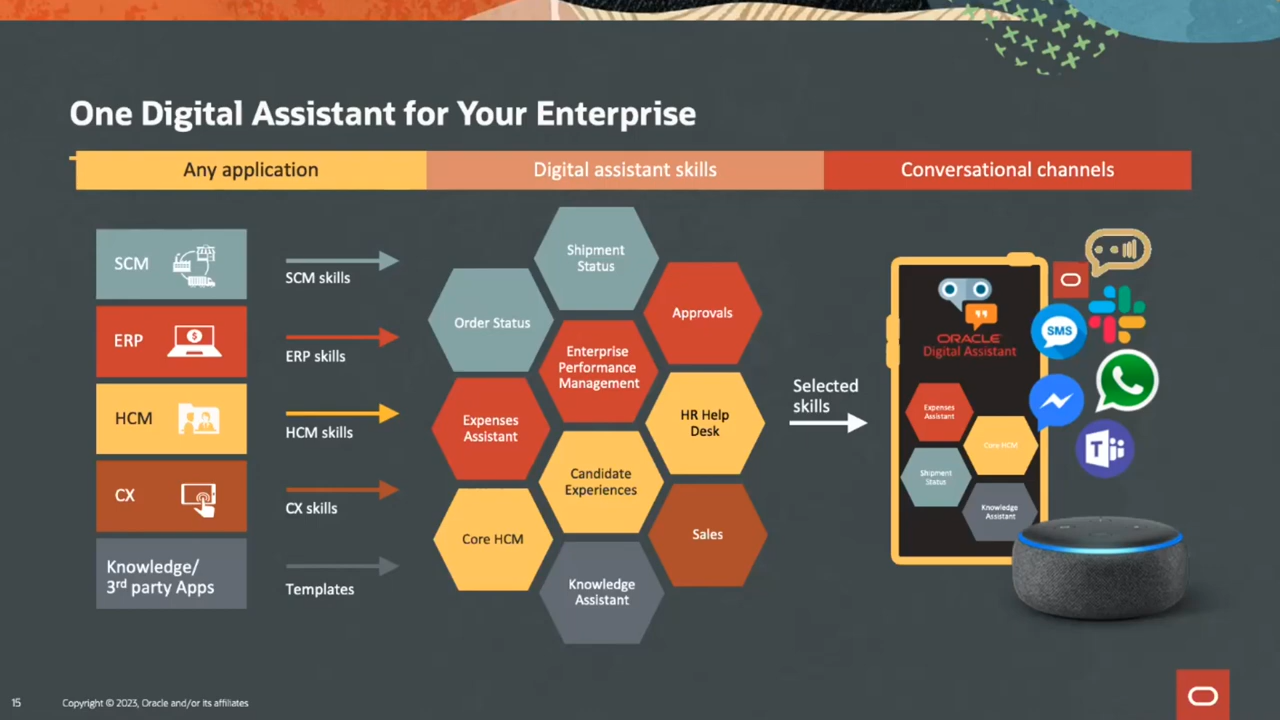 One Digital Assistant for Your Enterprise
Any application
Digital assistant skills
Conversational channels
SCM
SCM skills
ERP
ERP skills
HCM
HCM skills
CX
CX skills
Knowledge/
3rd party Apps
Templates
Shipment
Status
Order Status
Approvals
Enterprise
Performance
Management
Expenses
Assistant
HR Help
Desk
Candidate
Experiences
Core HCM
Sales
Knowledge
Assistant
Selected
skills
ORACLE
Digital Assistant
Expenses
Assistant
Core HCM
Shipment
Status
Knowledge
Assistant
SMS
T
15
Copyright © 2023, Oracle and/or its affiliates